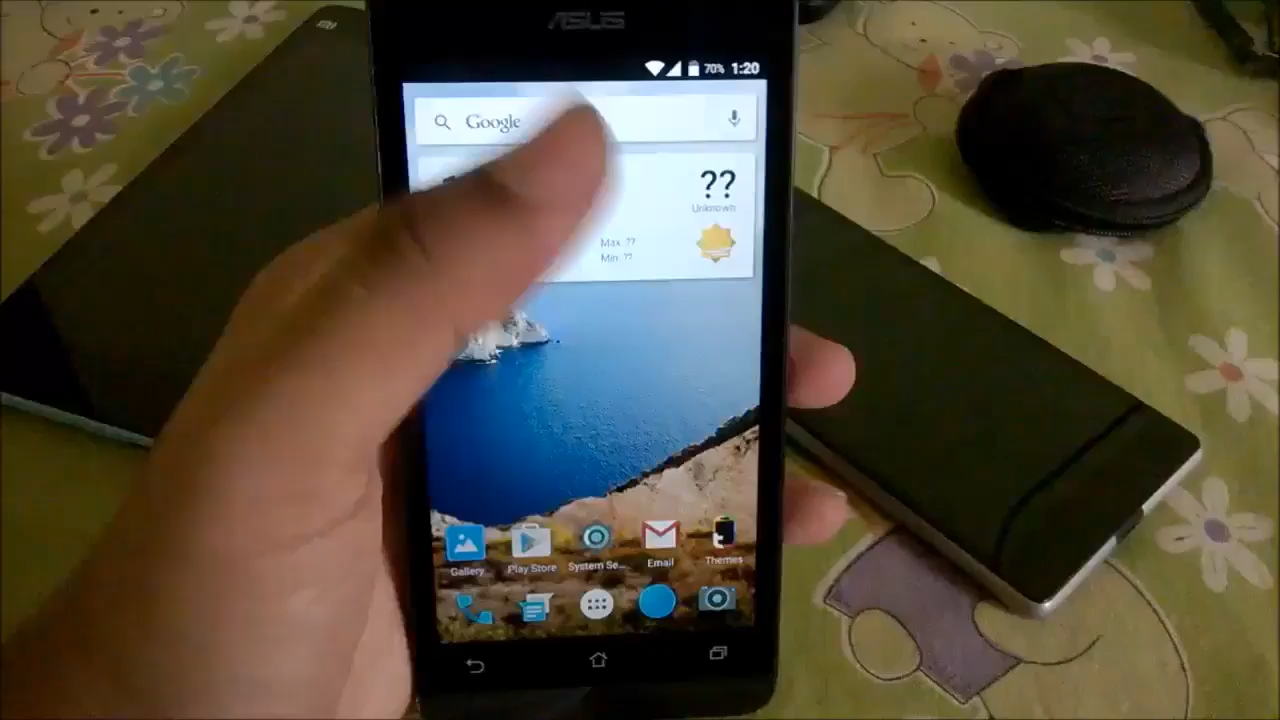 ASUS
70% 1:20
Google
??
Unknown
Max ??
Min ??
Gallery
Play Store
System Se...
Email
Themes